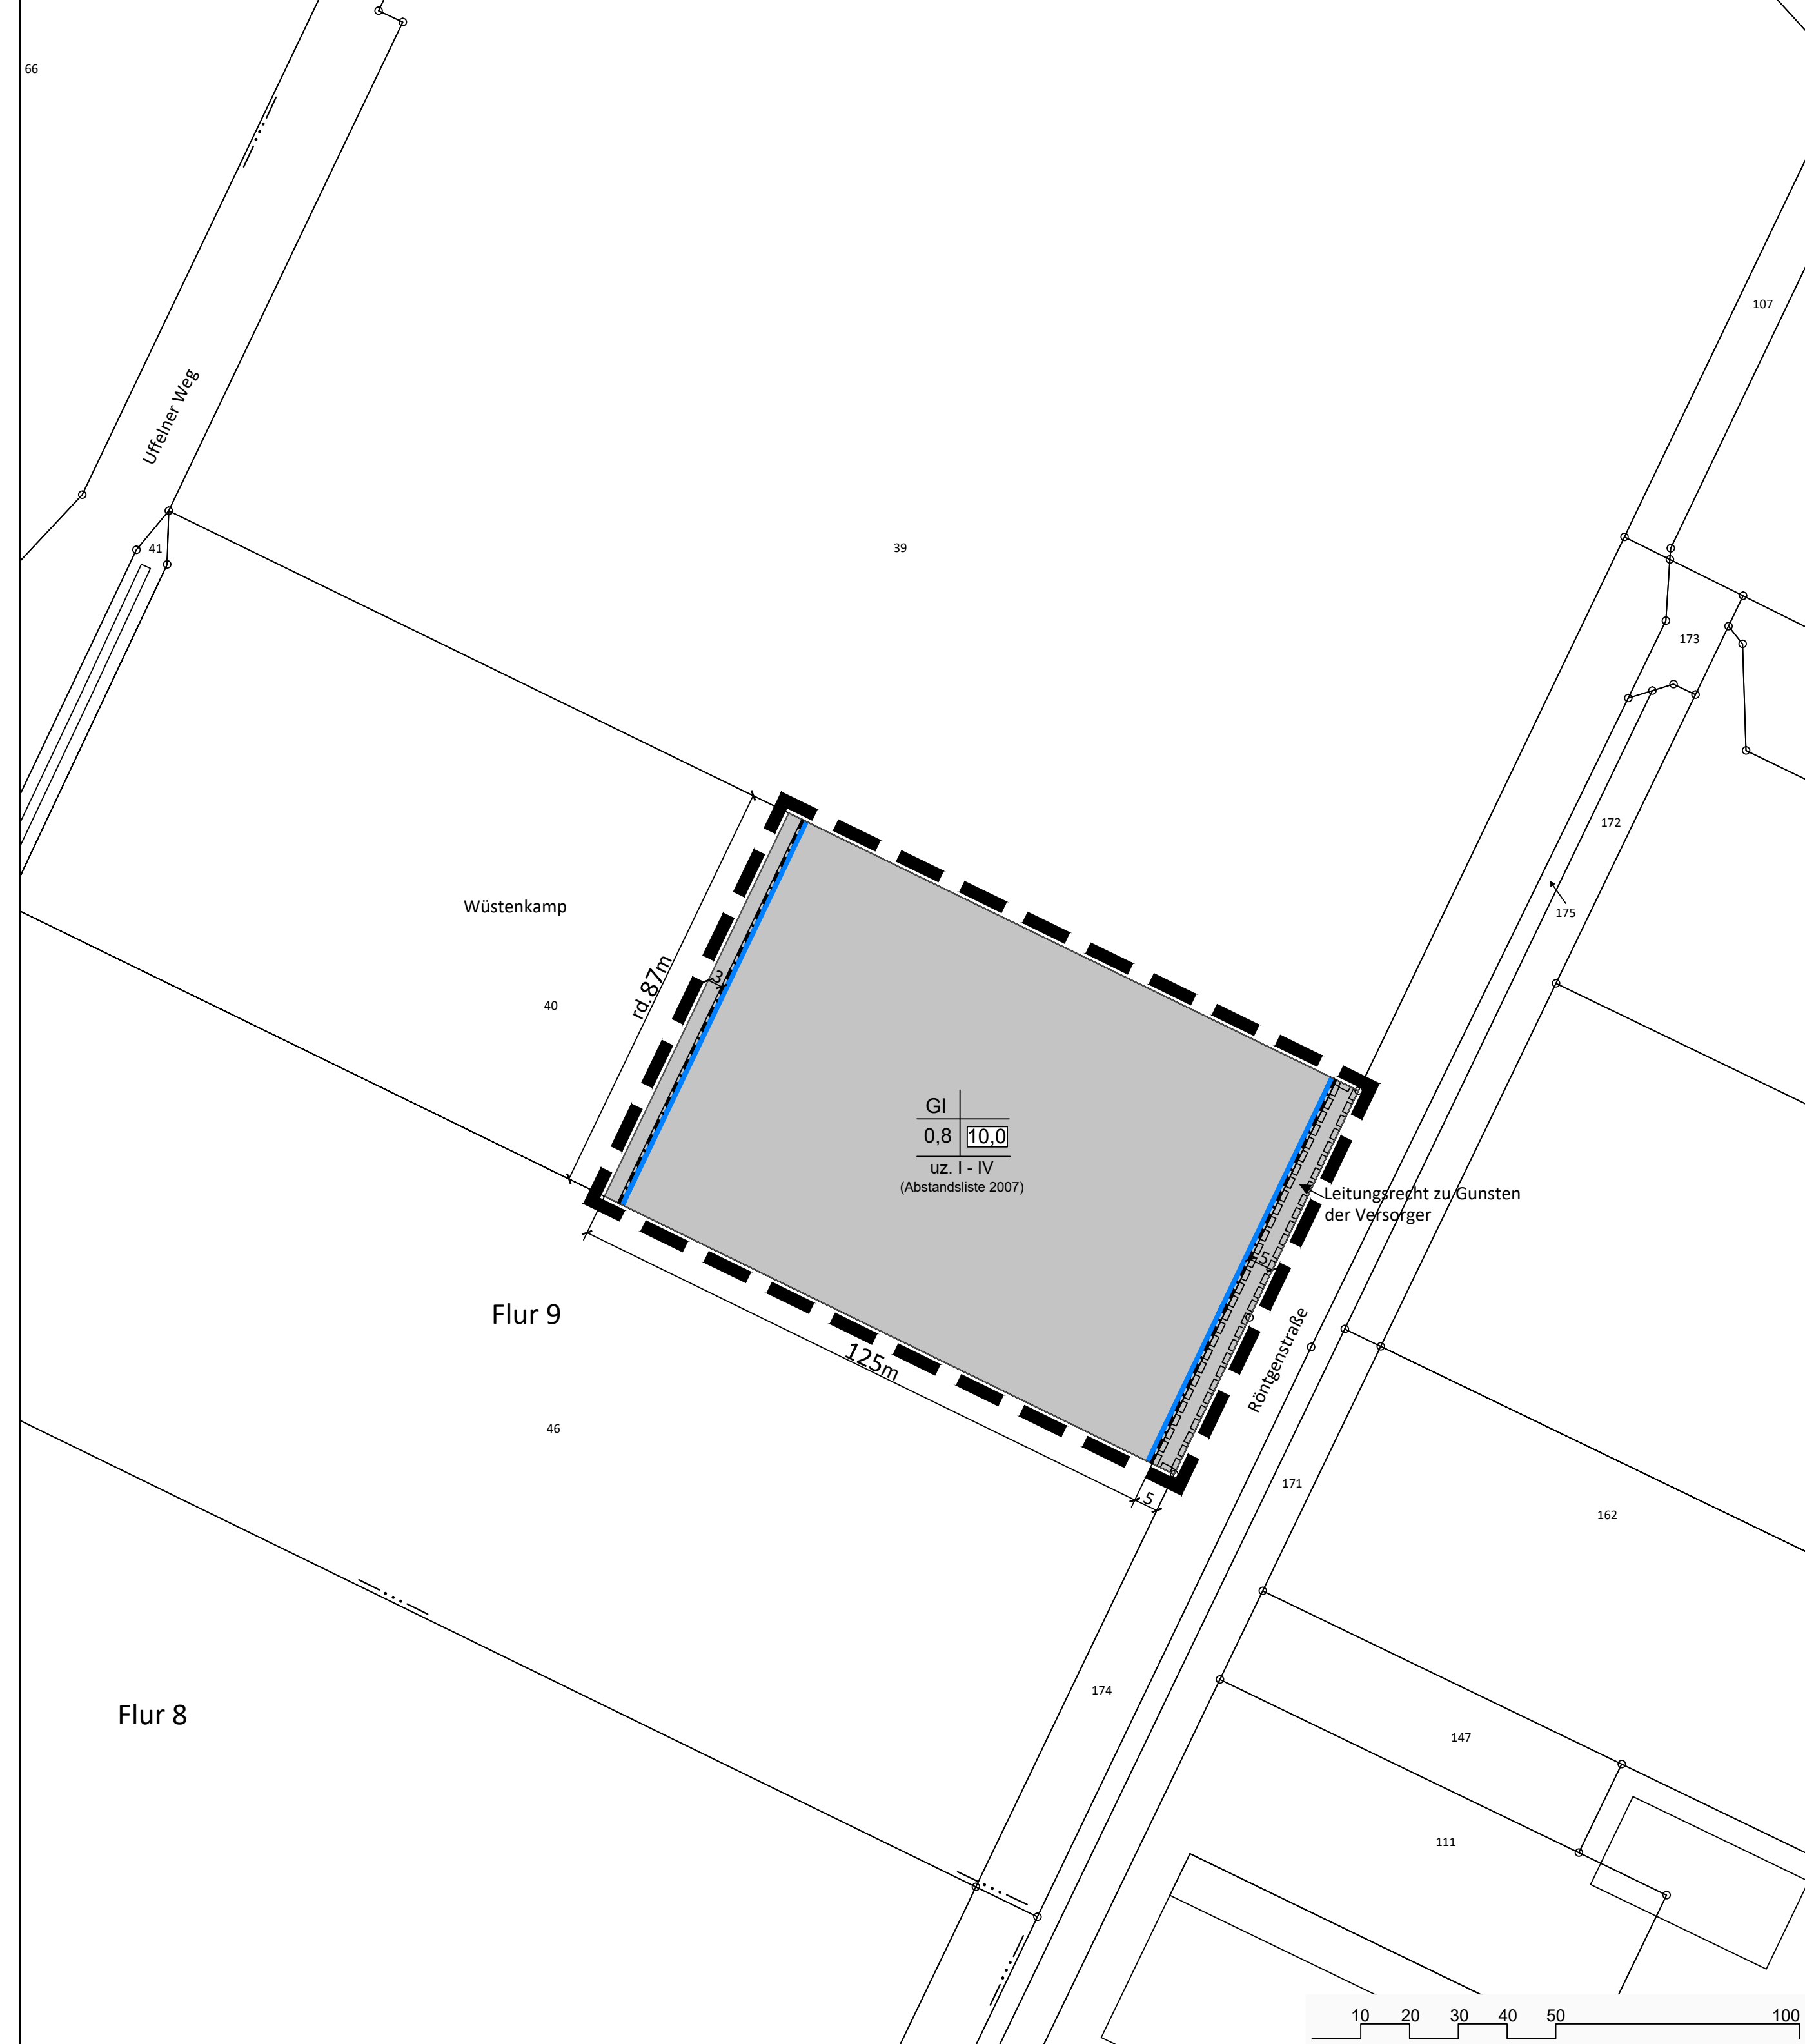 66
107
Uffelner Weg
41
39
173
172
175
Wüstenkamp
40
rd.87m
3
GI
0,8 10,0
uz. I - IV
(Abstandsliste 2007)
Leitungsrecht zu Gunsten
der Versorger
5
Flur 9
125m
Röntgenstraße
46
5
171
162
174
Flur 8
147
111
10 20 30 40 50 100